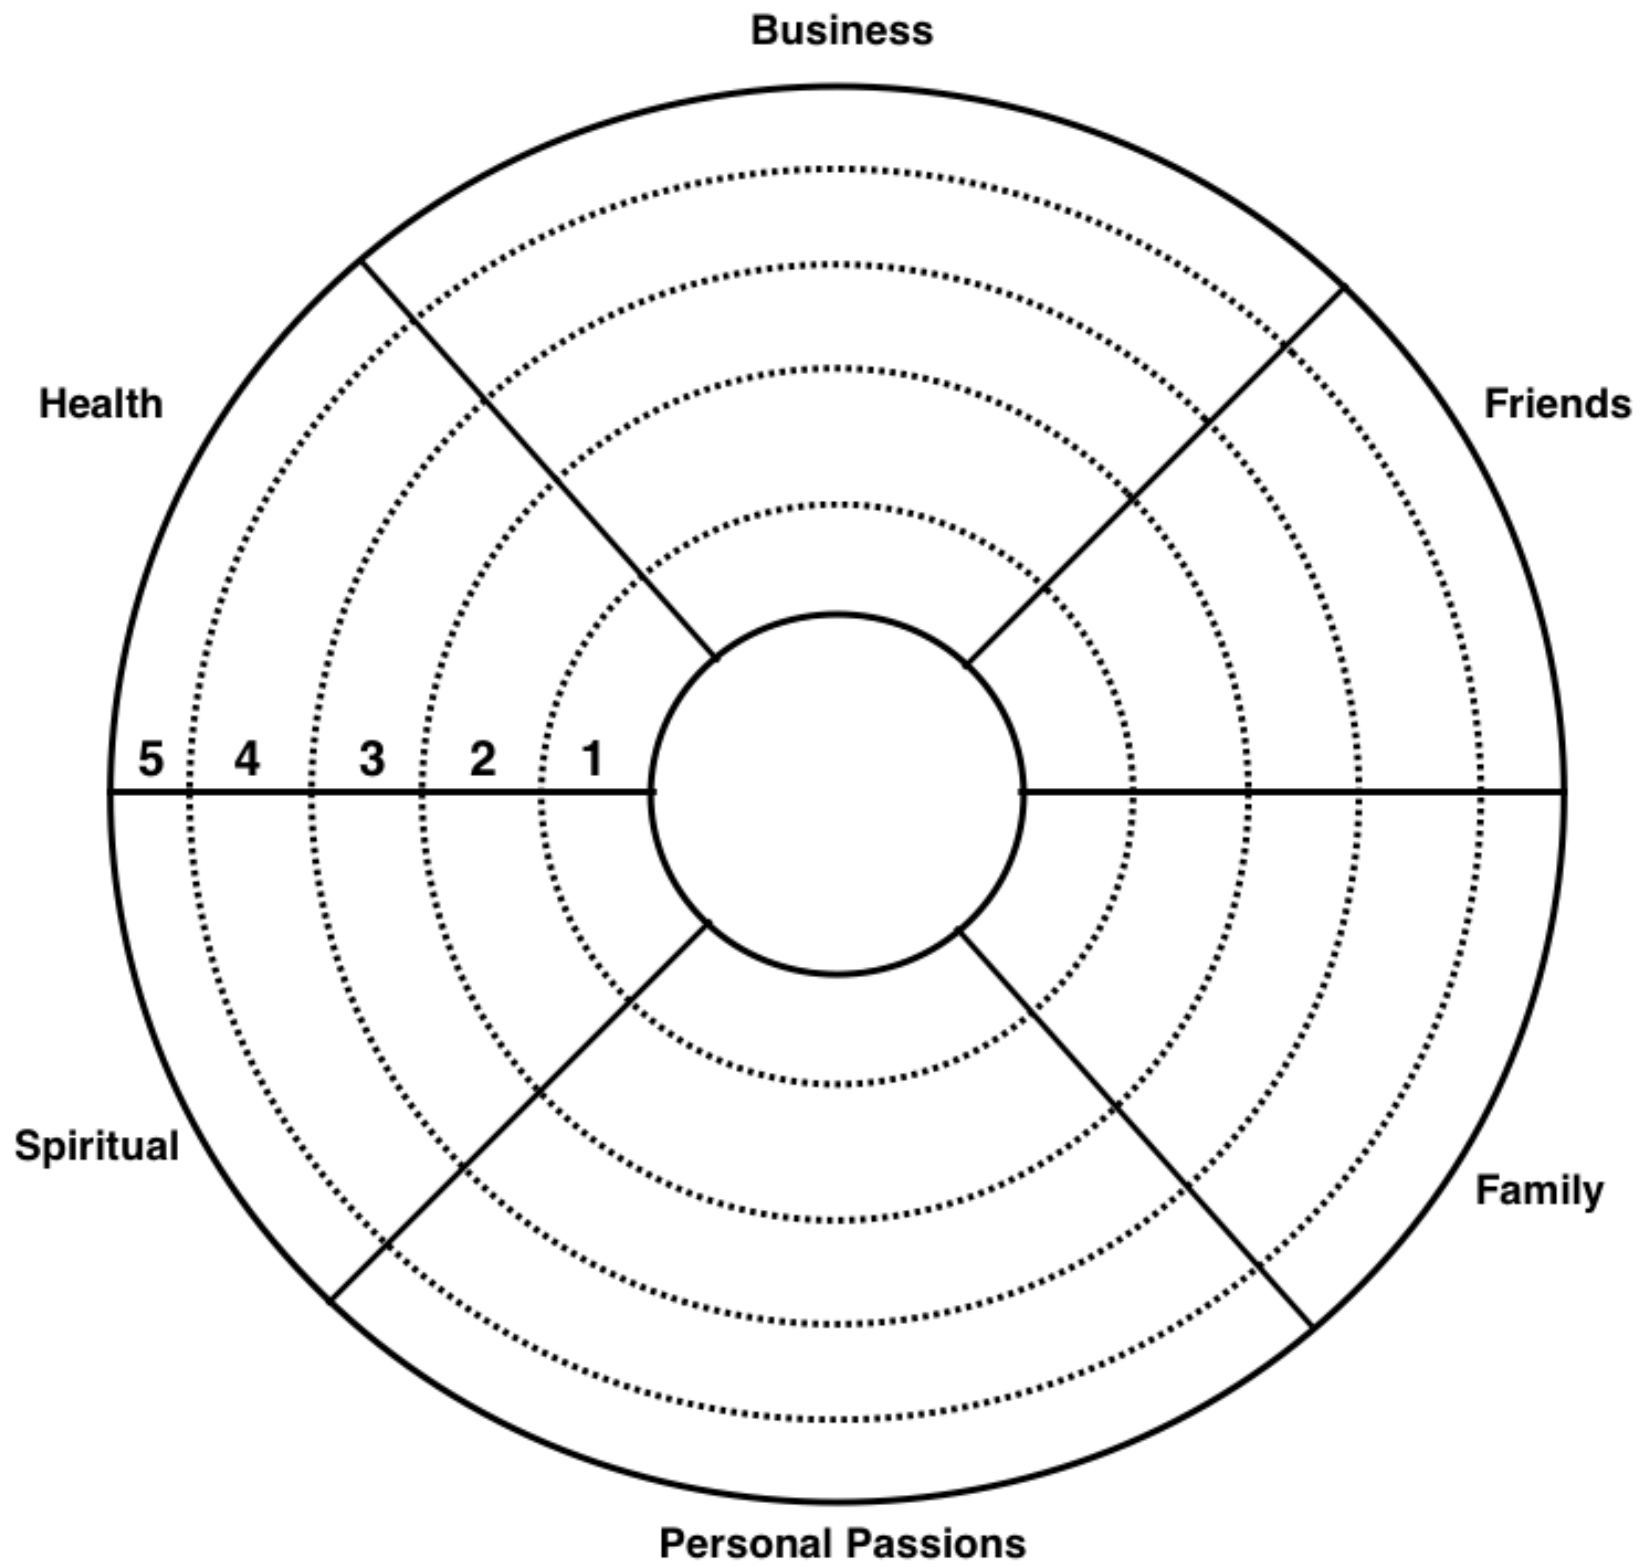 Business
Health
Friends
5 4 3 2 1
Spiritual
Family
Personal Passions